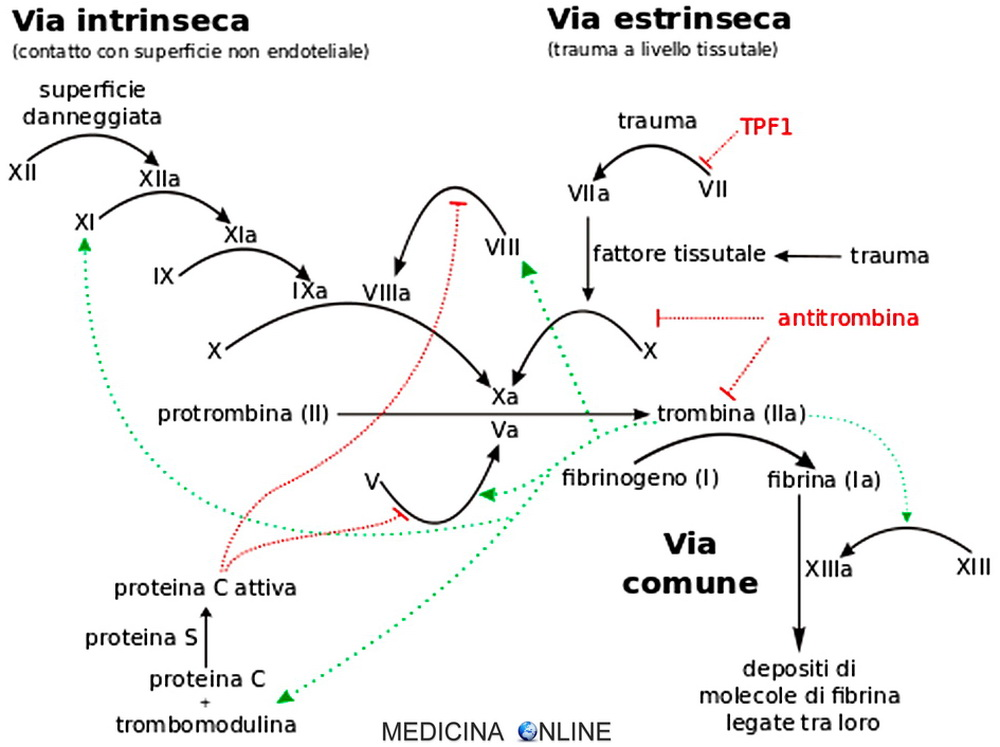 Via intrinseca
(contatto con superficie non endoteliale)
Via estrinseca
(trauma a livello tissutale)
superficie
danneggiata
XII
XIIa
XI
XIa
IX
IXa
VIIIa
VIII
X
trauma
TPF1
VIIa
VII
fattore tissutale
trauma
antitrombina
X
Xa
protrombina (II)
trombina (IIa)
Va
V
fibrinogeno (I)
fibrina (Ia)
Via
comune
XIIIa
XIII
proteina C attiva
proteina S
proteina C
+
trombomodulina
depositi di
molecole di fibrina
legate tra loro
MEDICINA ONLINE